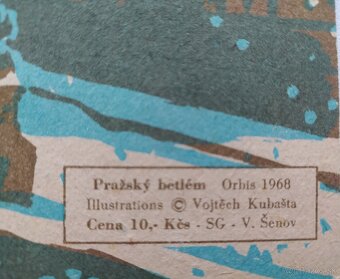 Pražský betlém Orbis 1968
Illustrations © Vojtěch Kubašta
Cena 10,- Kčs - SG - V. Šenov